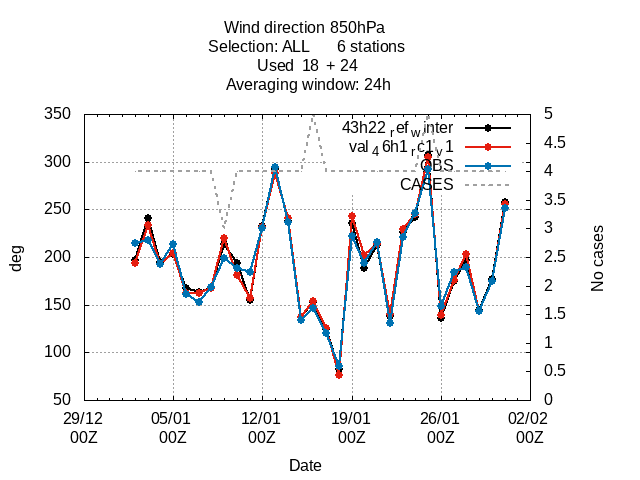 Wind direction 850hPa
Selection: ALL 6 stations
Used 18 + 24
Averaging window: 24h
43h22_ref_winter
val_46h1_rc1_v1
OBS
CASES
350
300
250
200
150
100
50
deg
5
4.5
4
3.5
3
2.5
2
1.5
1
0.5
0
No cases
29/12 05/01 12/01 19/01 26/01 02/02
00Z 00Z 00Z 00Z 00Z 00Z
Date